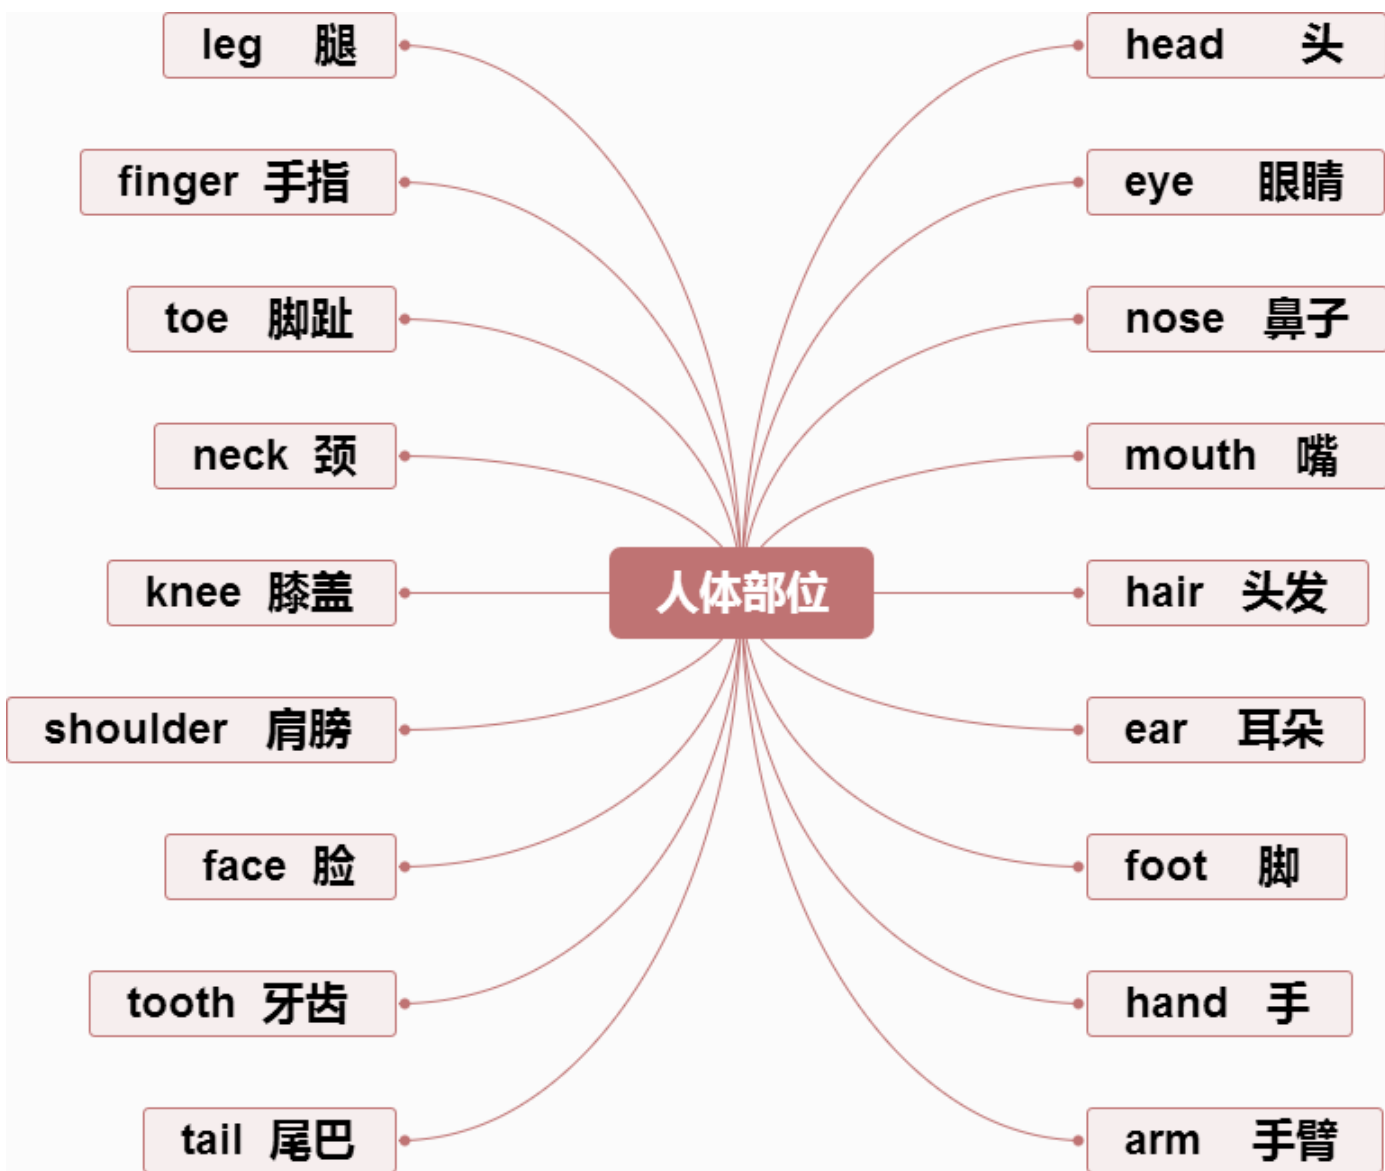 人体部位
head 头
eye 眼睛
nose 鼻子
mouth 嘴
hair 头发
ear 耳朵
foot 脚
hand 手
arm 手臂
leg 腿
finger 手指
toe 脚趾
neck 颈
knee 膝盖
shoulder 肩膀
face 脸
tooth 牙齿
tail 尾巴